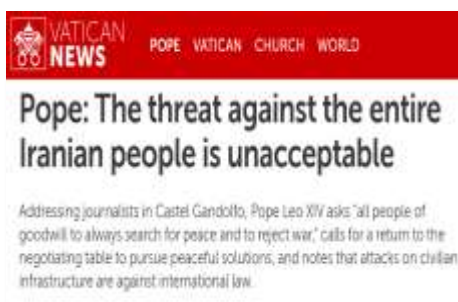 VATICAN
NEWS
POPE VATICAN CHURCH WORLD
Pope: The threat against the entire
Iranian people is unacceptable
Addressing journalists in Castel Gandolfo, Pope Leo XIV asks "all people of
goodwill to always search for peace and to reject war," calls for a return to the
negotiating table to pursue peaceful solutions, and notes that attacks on civilian
infrastructure are against international law.